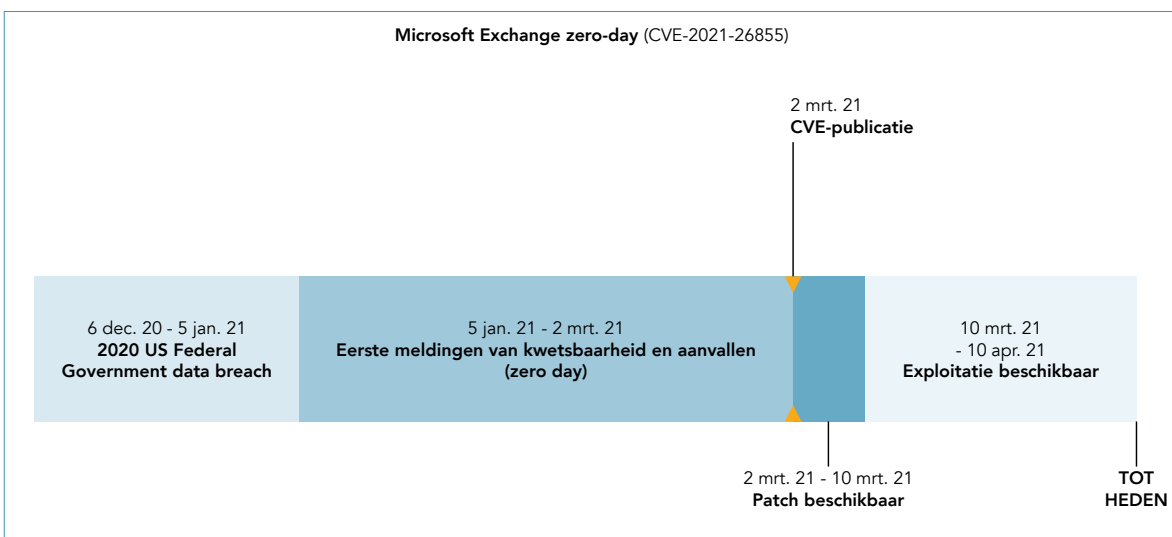 Microsoft Exchange zero-day (CVE-2021-26855)
2 mrt. 21
CVE-publicatie
6 dec. 20 - 5 jan. 21
2020 US Federal
Government data breach
5 jan. 21 - 2 mrt. 21
Eerste meldingen van kwetsbaarheid en aanvallen
(zero day)
10 mrt. 21
- 10 apr. 21
Exploitatie beschikbaar
2 mrt. 21 - 10 mrt. 21
Patch beschikbaar
TOT
HEDEN